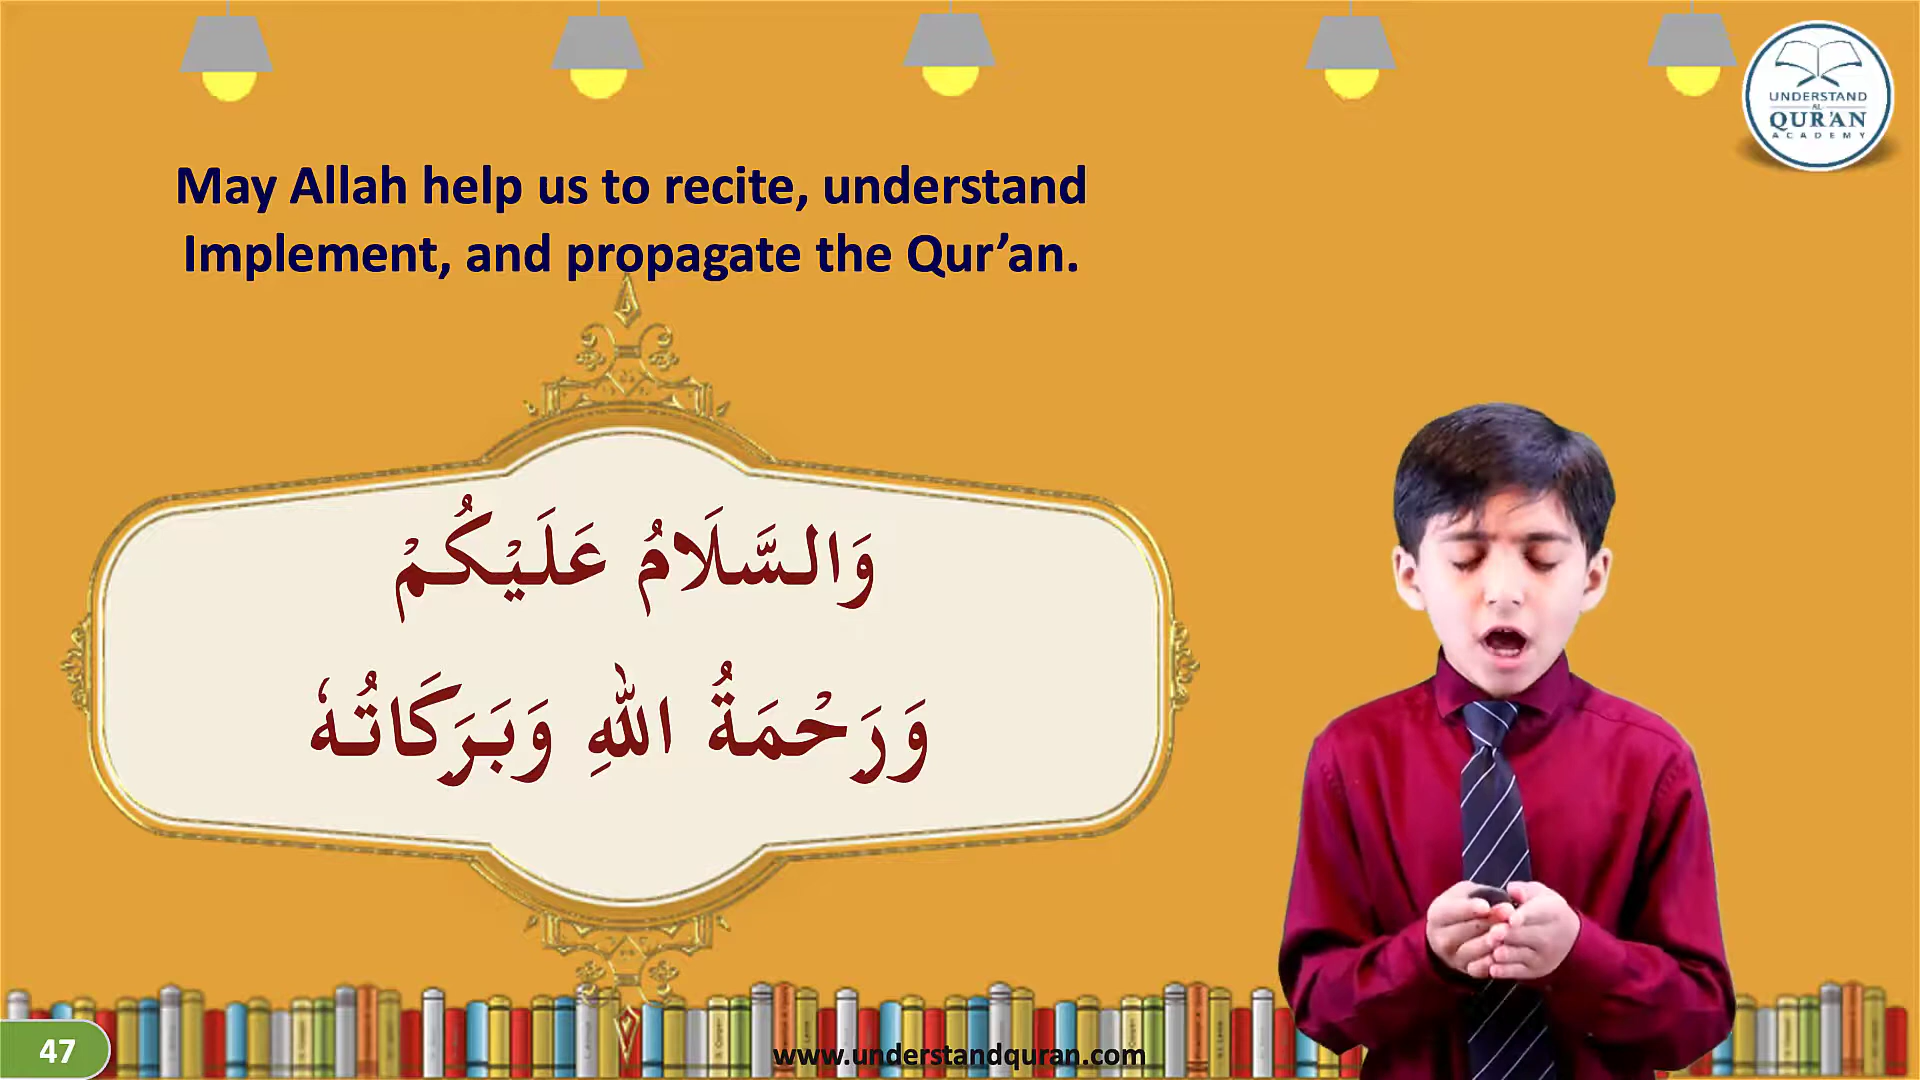 UNDERSTAND
AL
QUR'AN
ACADEMY
May Allah help us to recite, understand
Implement, and propagate the Qur’an.
وَالسَّلَامُ عَلَيْكُمْ
وَرَحْمَةُ اللهِ وَبَرَكَاتُهٗ
47
www.understandquran.com